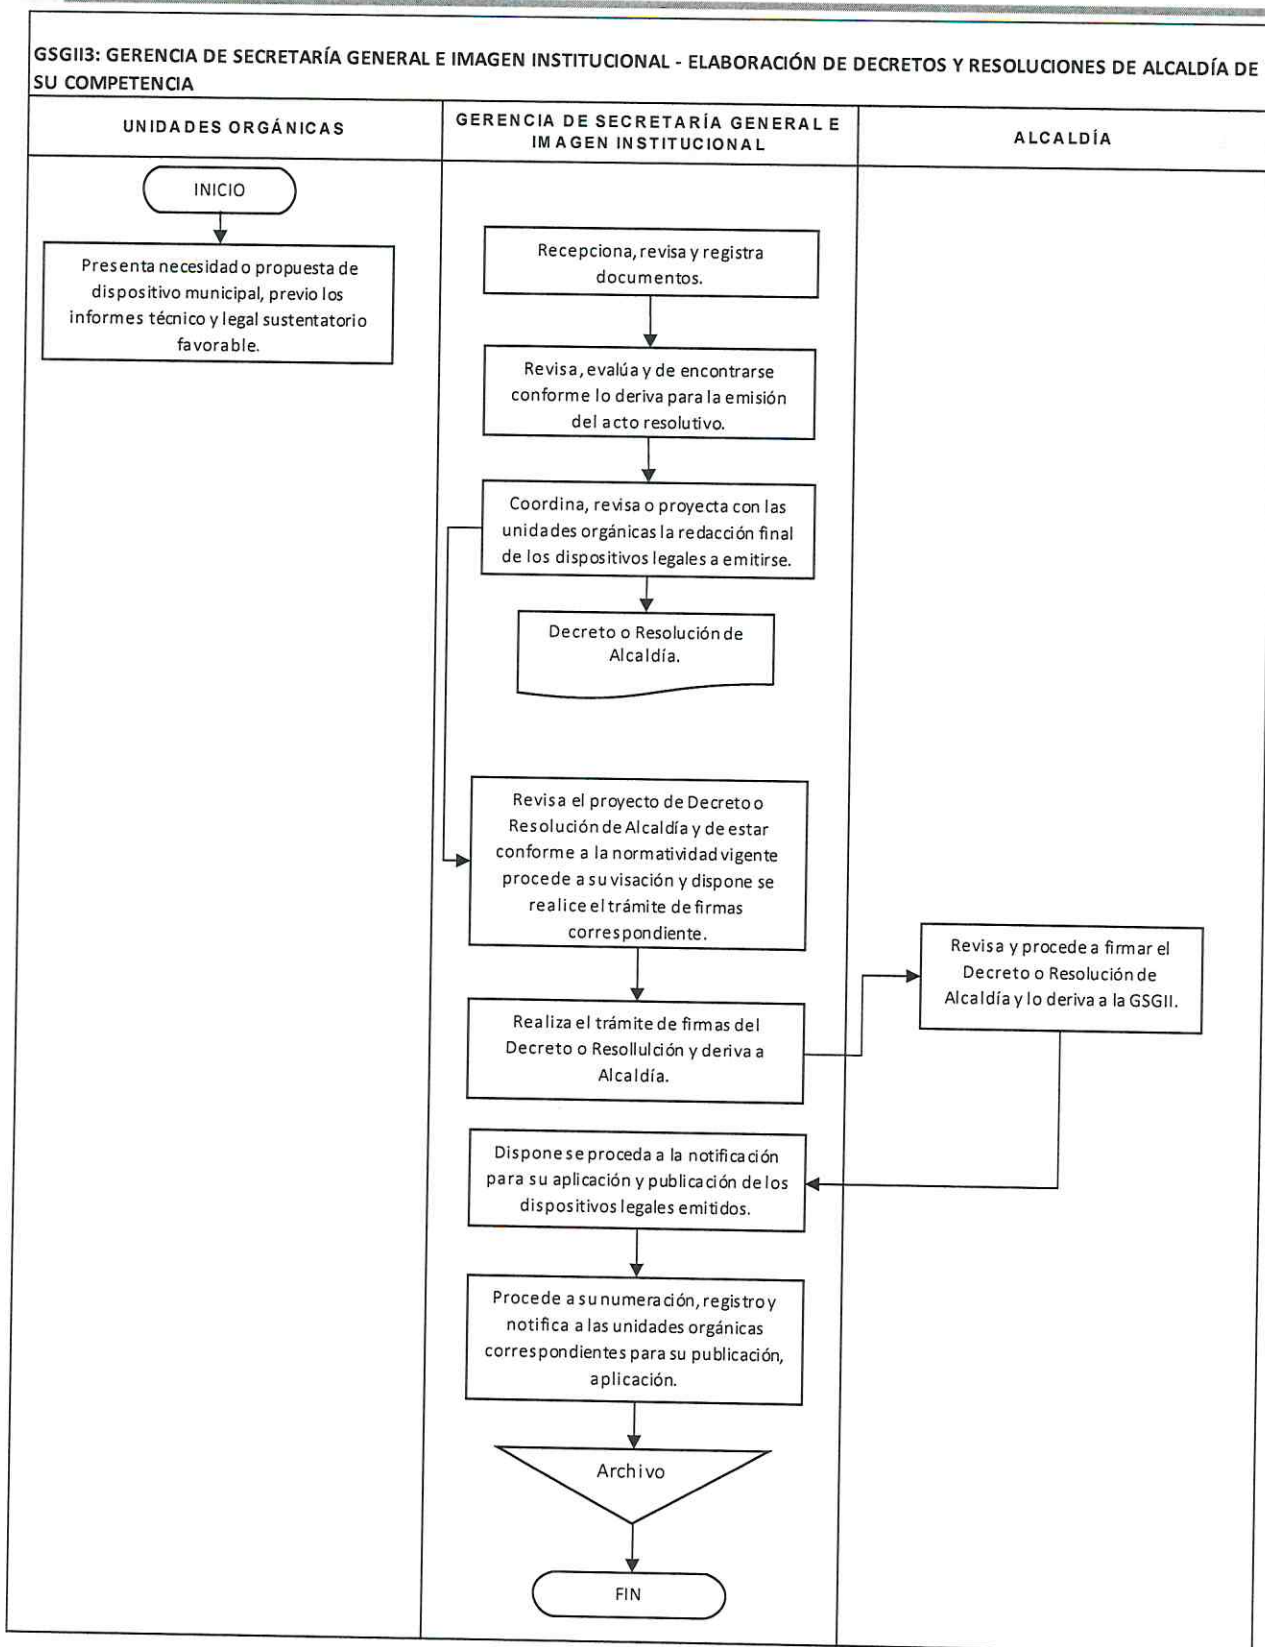 GSGII3: GERENCIA DE SECRETARÍA GENERAL E IMAGEN INSTITUCIONAL - ELABORACIÓN DE DECRETOS Y RESOLUCIONES DE ALCALDÍA DE
SU COMPETENCIA
UNIDADES ORGÁNICAS
GERENCIA DE SECRETARÍA GENERAL E
IMAGEN INSTITUCIONAL
ALCALDÍA
INICIO
Presenta necesidad o propuesta de
dispositivo municipal, previo los
informes técnico y legal sustentatorio
favorable.
Recepciona, revisa y registra
documentos.
Revisa, evalúa y de encontrarse
conforme lo deriva para la emisión
del acto resolutivo.
Coordina, revisa o proyecta con las
unidades orgánicas la redacción final
de los dispositivos legales a emitirse.
Decreto o Resolución de
Alcaldía.
Revisa el proyecto de Decreto o
Resolución de Alcaldía y de estar
conforme a la normatividad vigente
procede a su visación y dispone se
realice el trámite de firmas
correspondiente.
Revisa y procede a firmar el
Decreto o Resolución de
Alcaldía y lo deriva a la GSGII.
Realiza el trámite de firmas del
Decreto o Resollulción y deriva a
Alcaldía.
Dispone se proceda a la notificación
para su aplicación y publicación de los
dispositivos legales emitidos.
Procede a su numeración, registro y
notifica a las unidades orgánicas
correspondientes para su publicación,
aplicación.
Archivo
FIN